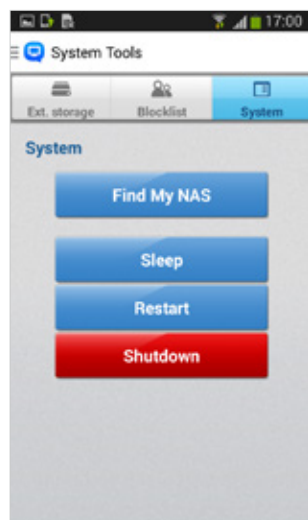 17:00
System Tools
Ext. storage
Blocklist
System
System
Find My NAS
Sleep
Restart
Shutdown